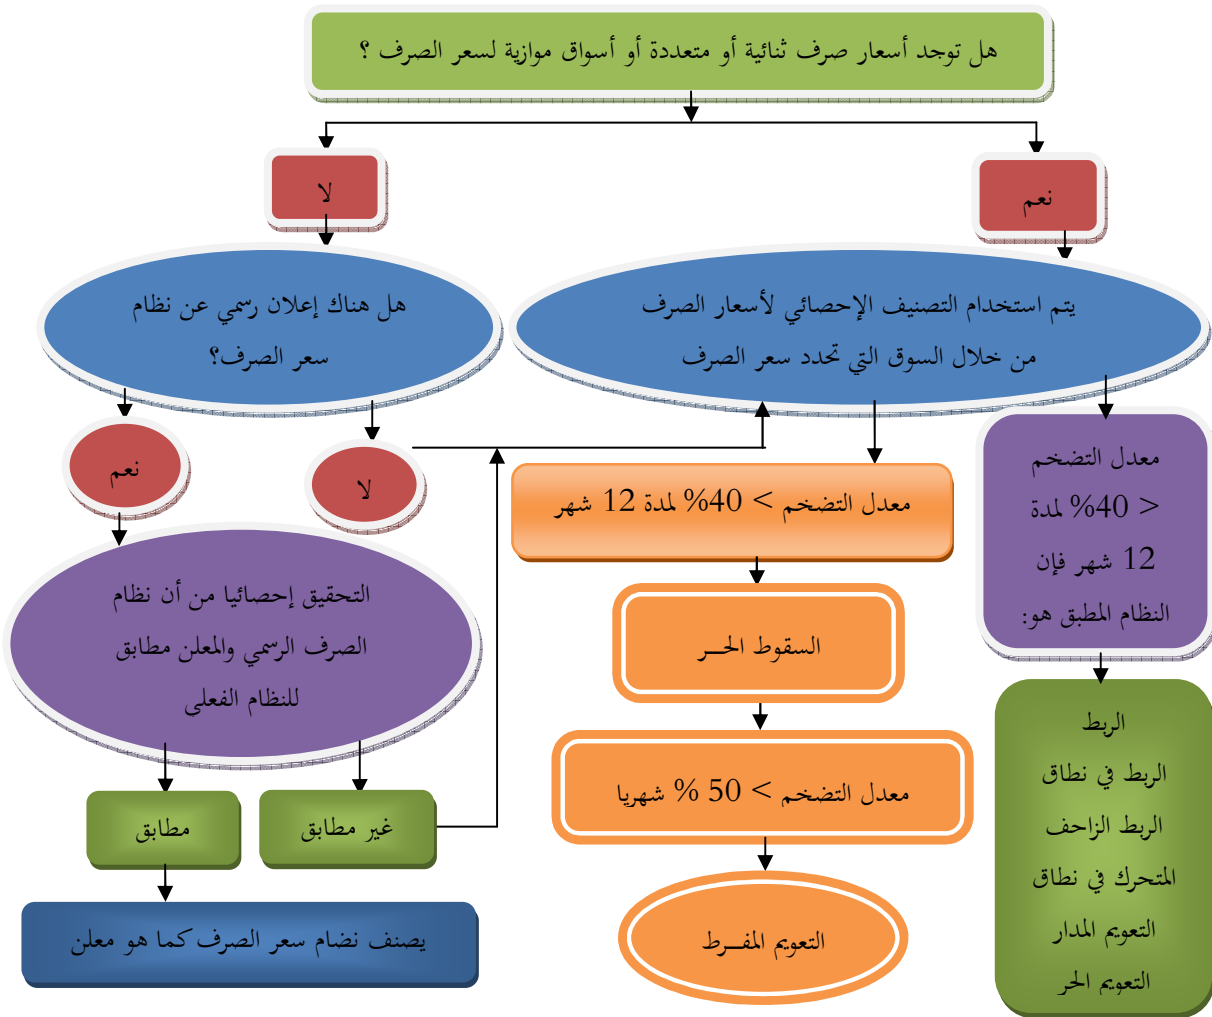 هل توجد أسعار صرف ثنائية أو متعددة أو أسواق موازية لسعر الصرف ؟
نعم
لا
يتم استخدام التصنيف الإحصائي لأسعار الصرف
من خلال السوق التي تحدد سعر الصرف
هل هناك إعلان رسمي عن نظام
سعر الصرف؟
نعم
لا
معدل التضخم
< 40% لمدة
12 شهر فإن
النظام المطبق هو:
معدل التضخم > 40% لمدة 12 شهر
التحقيق إحصائيا من أن نظام
الصرف الرسمي والمعلن مطابق
للنظام الفعلى
السقوط الحـــر
الربط
الربط في نطاق
الربط الزاحف
المتحرك في نطاق
التعويم المدار
التعويم الحر
معدل التضخم > 50 % شهريا
غير مطابق
مطابق
التعويم المفــرط
يصنف نضام سعر الصرف كما هو معلن